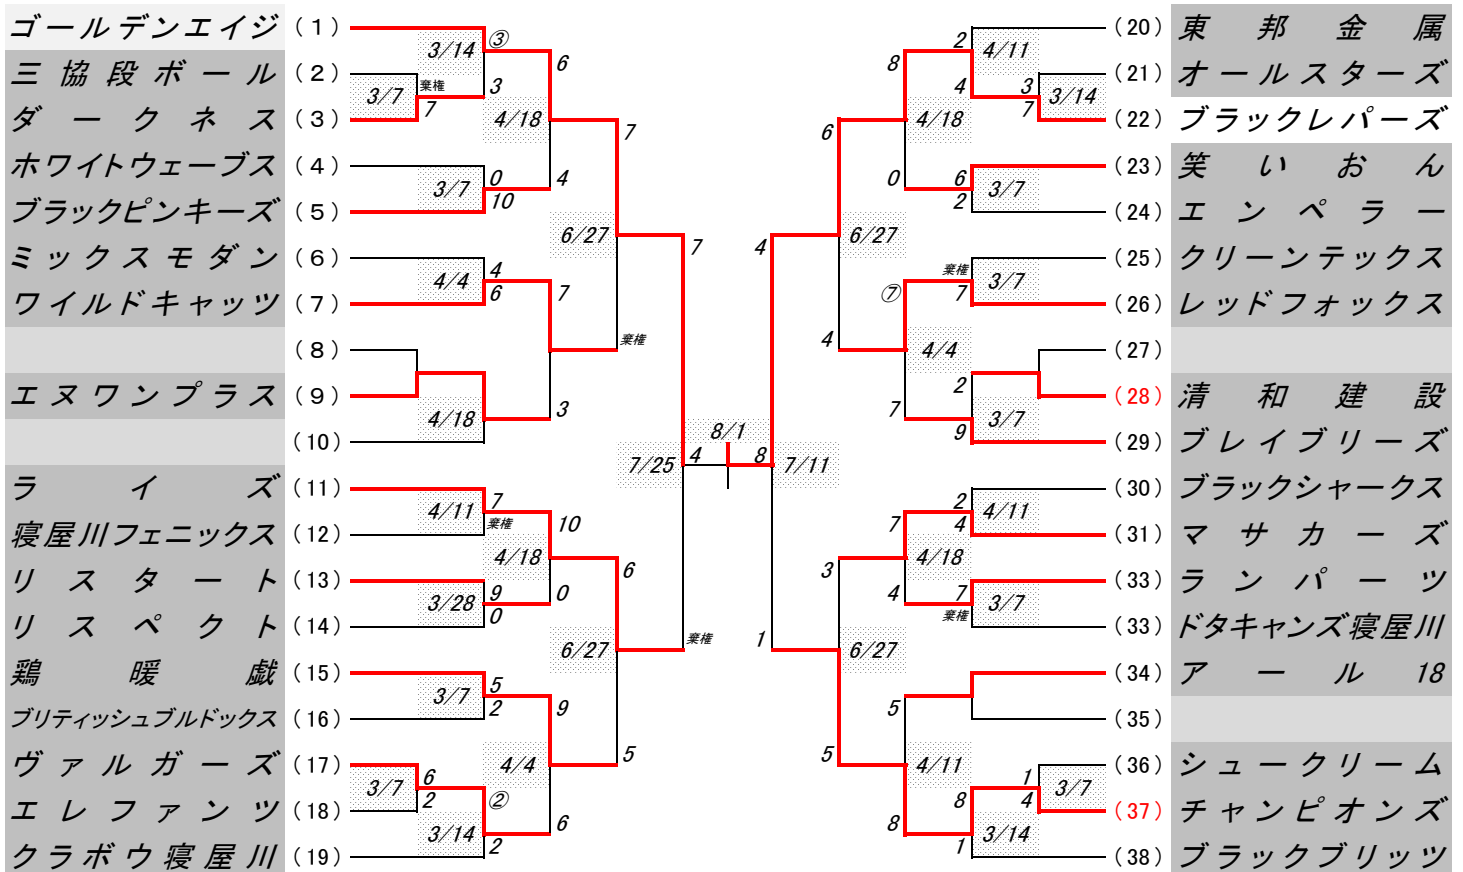 ゴールデンエイジ (1)
三協段ボール (2)
ダークネス (3)
ホワイトウェーブス (4)
ブラックピンキーズ (5)
ミックスモダン (6)
ワイルドキャッツ (7)
(8)
エヌワンプラス (9)
(10)
ライズ (11)
寝屋川フェニックス (12)
リスタート (13)
リスペクト (14)
鶏暖戯 (15)
ブリティッシュブルドックス (16)
ヴァルガーズ (17)
エレファンツ (18)
クラボウ寝屋川 (19)
3/14 ③ 6
3/7 棄権 3
7 4/18 7
3/7 0 4
10
6/27 7
4/4 4
6 7
棄権
4/18 3
7/25 4
4/11 7
棄権 10
4/18 6
3/28 9 0
0
6/27 棄権
3/7 5
2 9
4/4 5
3/7 6
2 ②
3/14 6
2
8/1
8 7/11
8 2 4/11
4 3 3/14
7
6 4/18
0 6 3/7
2
4 6/27
棄権 3/7
⑦ 7
4 4/4
2
7 3/7
9
2 4/11
7 4
3 4/18
4 7 3/7
棄権
1 6/27
5
5 4/11 1 3/7
8 4
8 3/14
1
(20) 東邦金属
(21) オールスターズ
(22) ブラックレパーズ
(23) 笑いおん
(24) エンペラー
(25) クリーンテックス
(26) レッドフォックス
(27)
(28) 清和建設
(29) ブレイブリーズ
(30) ブラックシャークス
(31) マサカーズ
(33) ランパーツ
(33) ドタキャンズ寝屋川
(34) アール18
(35)
(36) シュークリーム
(37) チャンピオンズ
(38) ブラックブリッツ